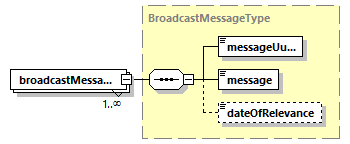 BroadcastMessageType
messageUu...
broadcastMessa...
message
1..∞
dateOfRelevance